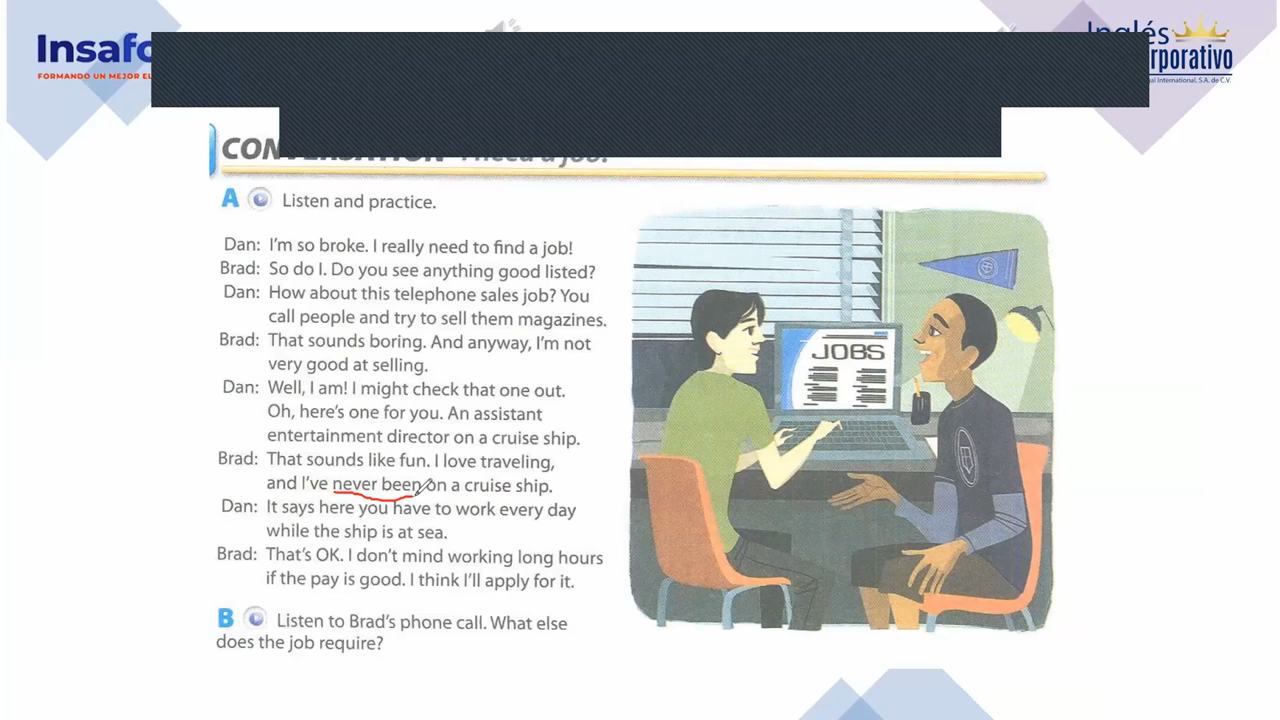 FORMANDO UN MEJOR
Inglés
International, S.A. de C.V.
A Listen and practice.
Dan: I'm so broke. I really need to find a job!
Brad: So do I. Do you see anything good listed?
Dan: How about this telephone sales job? You
call people and try to sell them magazines.
Brad: That sounds boring. And anyway, I'm not
very good at selling.
Dan: Well, I am! I might check that one out.
Oh, here's one for you. An assistant
entertainment director on a cruise ship.
Brad: That sounds like fun. I love traveling,
and I've never been on a cruise ship.
Dan: It says here you have to work every day
while the ship is at sea.
Brad: That's OK. I don't mind working long hours
if the pay is good. I think I'll apply for it.
B Listen to Brad's phone call. What else
does the job require?
JOBS